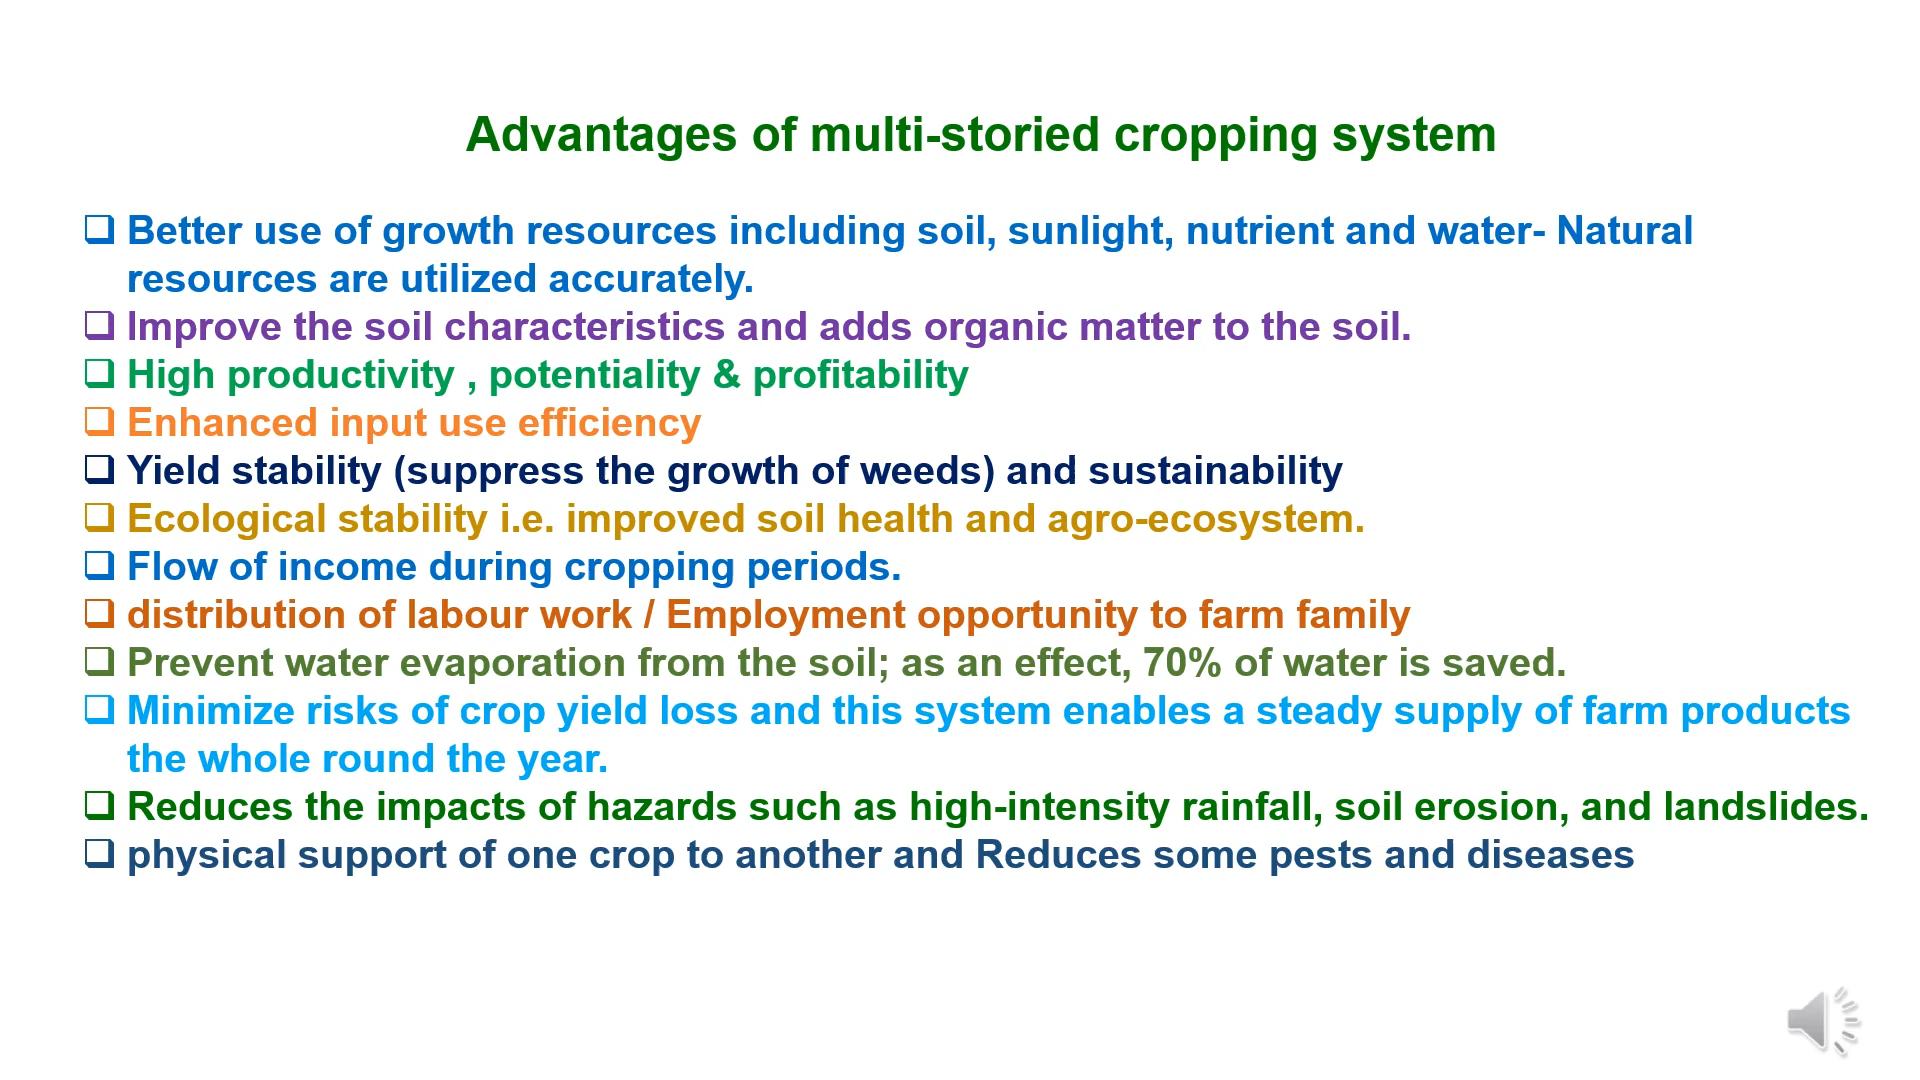 Advantages of multi-storied cropping system
❑ Better use of growth resources including soil, sunlight, nutrient and water- Natural
resources are utilized accurately.
❑ Improve the soil characteristics and adds organic matter to the soil.
❑ High productivity , potentiality & profitability
❑ Enhanced input use efficiency
❑ Yield stability (suppress the growth of weeds) and sustainability
❑ Ecological stability i.e. improved soil health and agro-ecosystem.
❑ Flow of income during cropping periods.
❑ distribution of labour work / Employment opportunity to farm family
❑ Prevent water evaporation from the soil; as an effect, 70% of water is saved.
❑ Minimize risks of crop yield loss and this system enables a steady supply of farm products
the whole round the year.
❑ Reduces the impacts of hazards such as high-intensity rainfall, soil erosion, and landslides.
❑ physical support of one crop to another and Reduces some pests and diseases